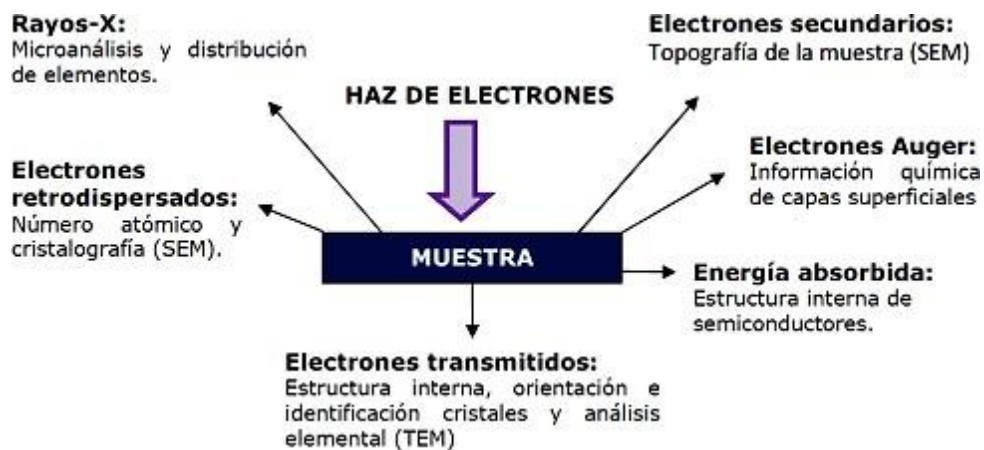 Rayos-X:
Microanálisis y distribución
de elementos.
Electrones secundarios:
Topografía de la muestra (SEM)
HAZ DE ELECTRONES
Electrones
retrodispersados:
Número atómico y
cristalografía (SEM).
Electrones Auger:
Información química
de capas superficiales
MUESTRA
Energía absorbida:
Estructura interna de
semiconductores.
Electrones transmitidos:
Estructura interna, orientación e
identificación cristales y análisis
elemental (TEM)